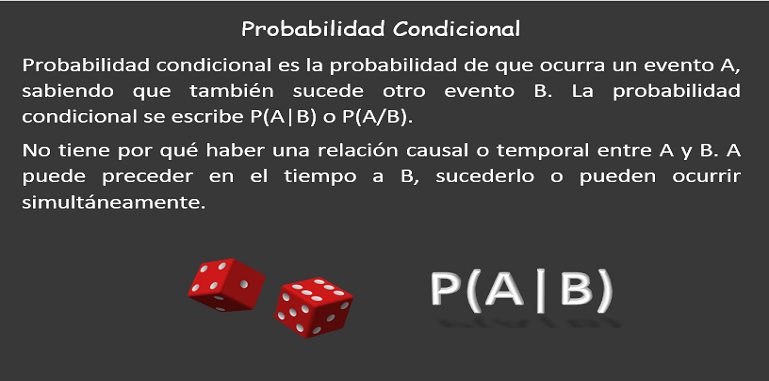 Probabilidad Condicional
Probabilidad condicional es la probabilidad de que ocurra un evento A,
sabiendo que también sucede otro evento B. La probabilidad
condicional se escribe P(A|B) o P(A/B).
No tiene por qué haber una relación causal o temporal entre A y B. A
puede preceder en el tiempo a B, sucederlo o pueden ocurrir
simultáneamente.
P(A|B)